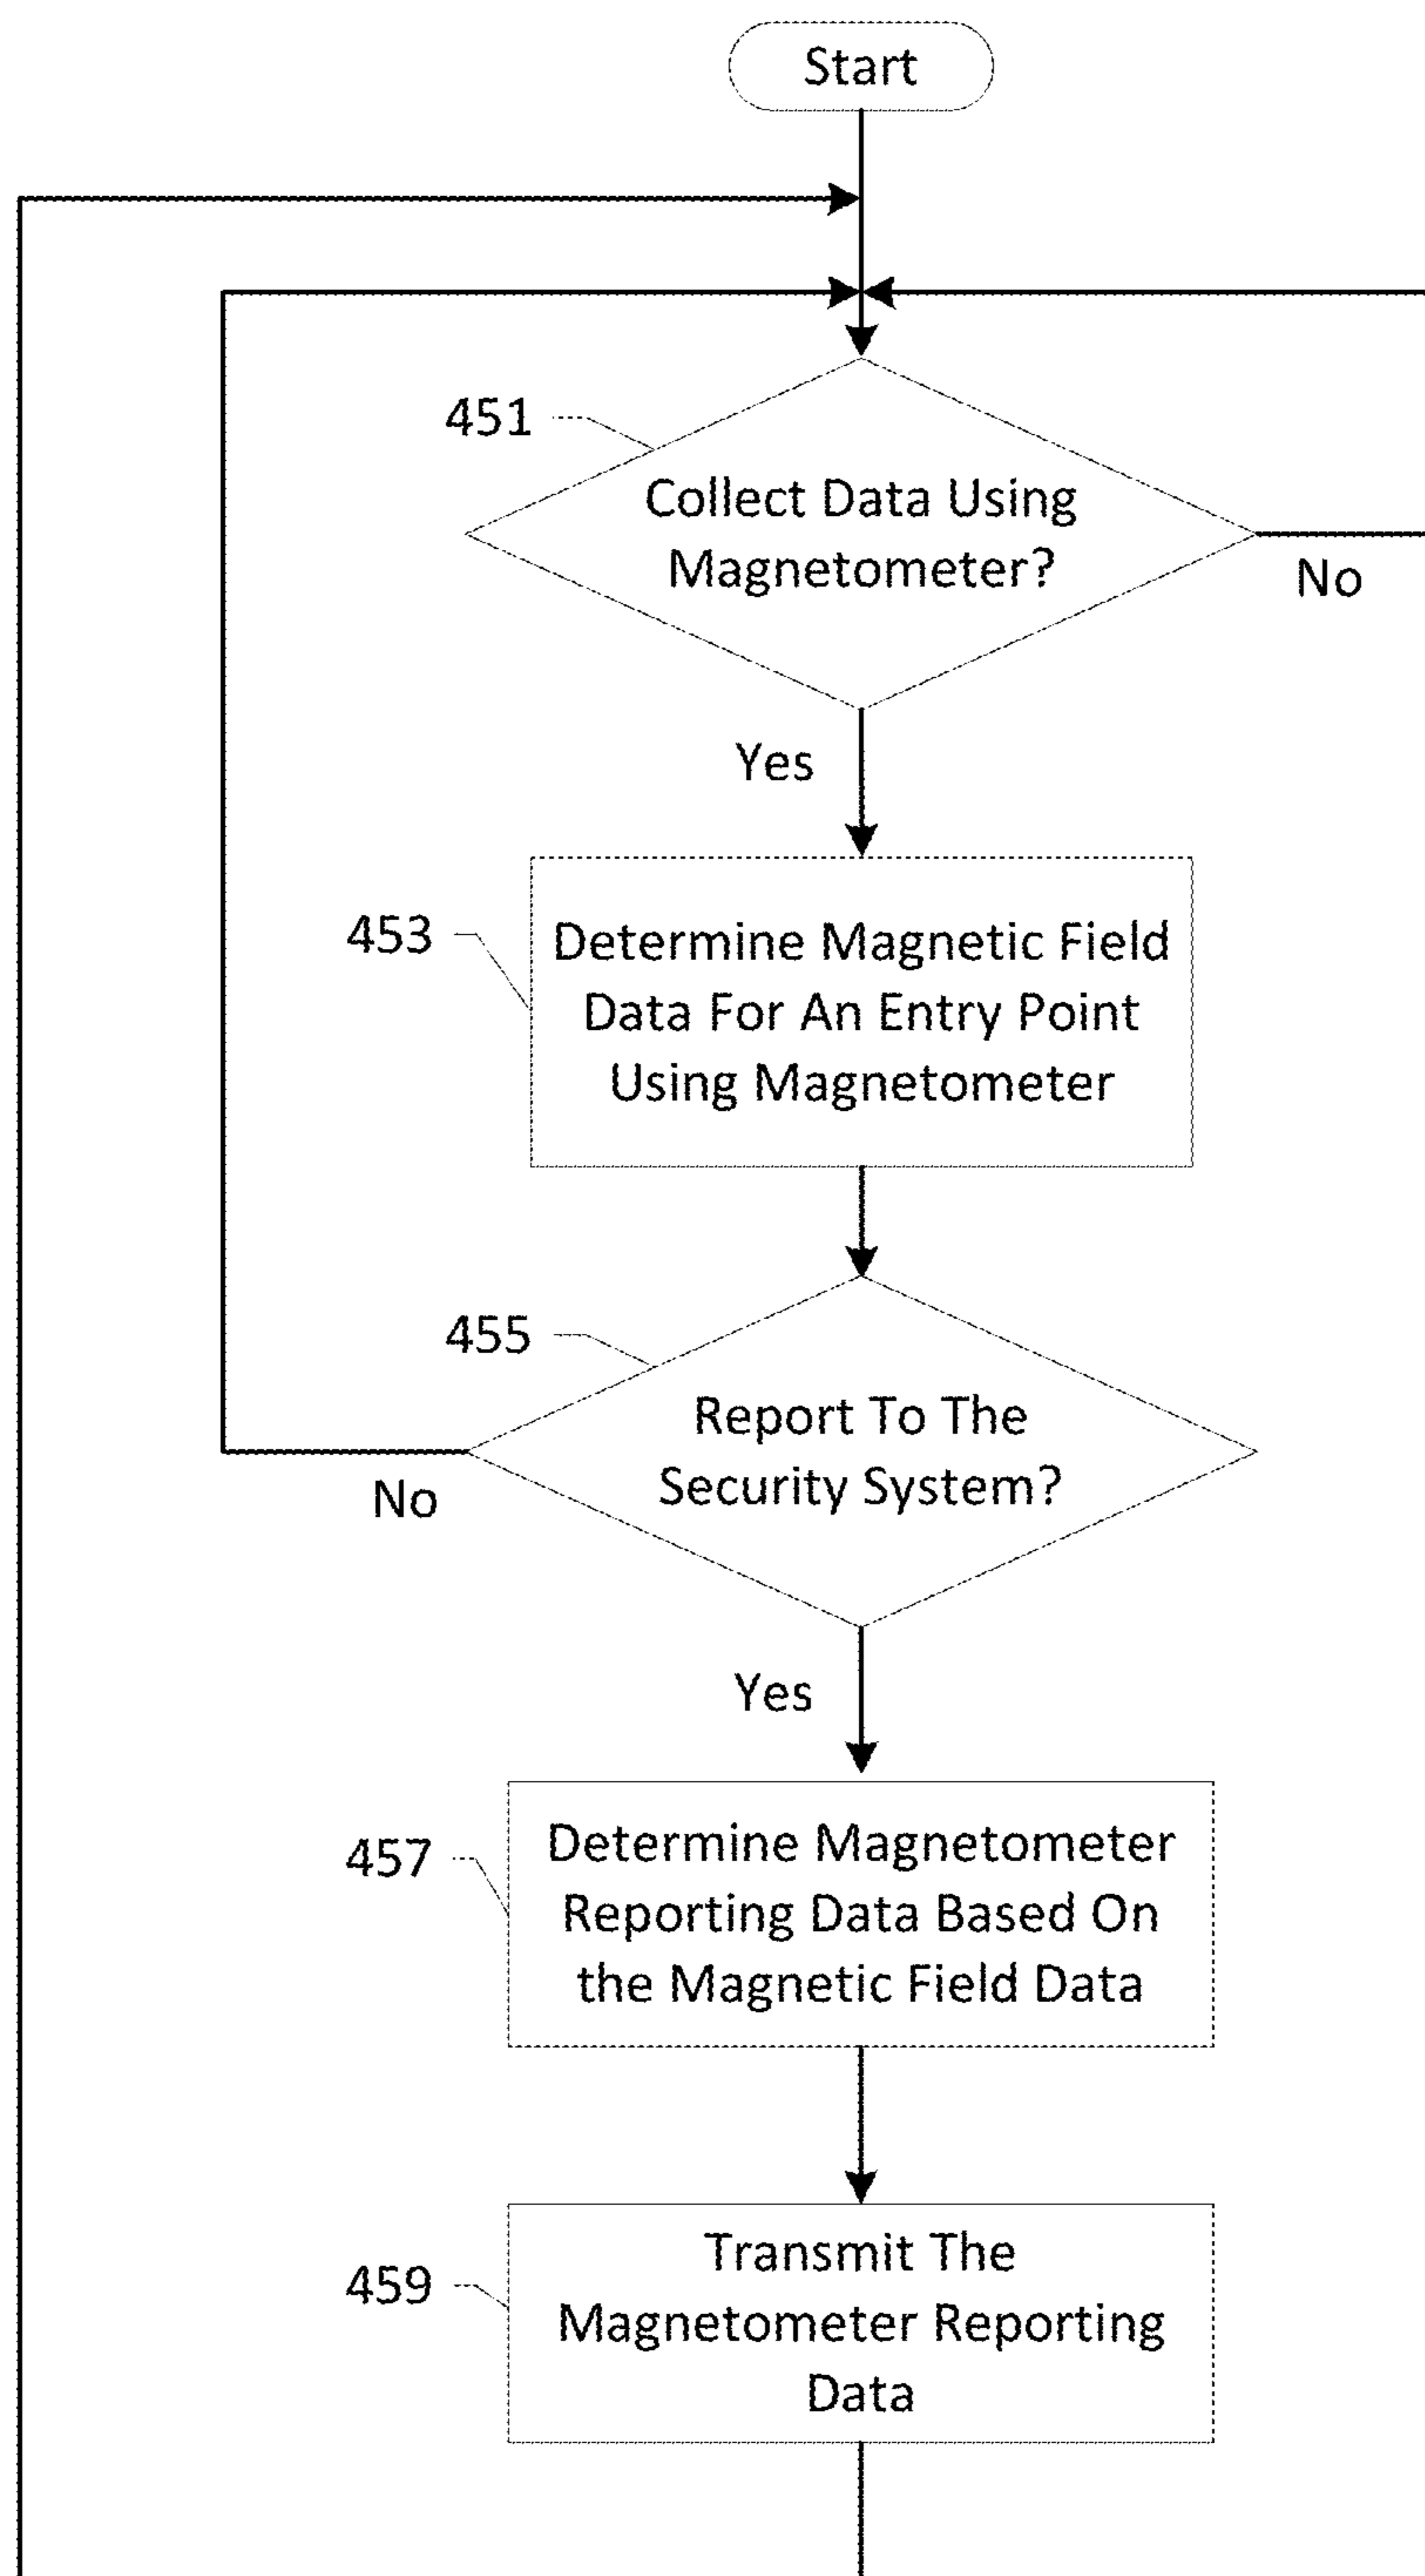 Start
451
Collect Data Using
Magnetometer?
No
Yes
453
Determine Magnetic Field
Data For An Entry Point
Using Magnetometer
455
Report To The
Security System?
No
Yes
457
Determine Magnetometer
Reporting Data Based On
the Magnetic Field Data
459
Transmit The
Magnetometer Reporting
Data